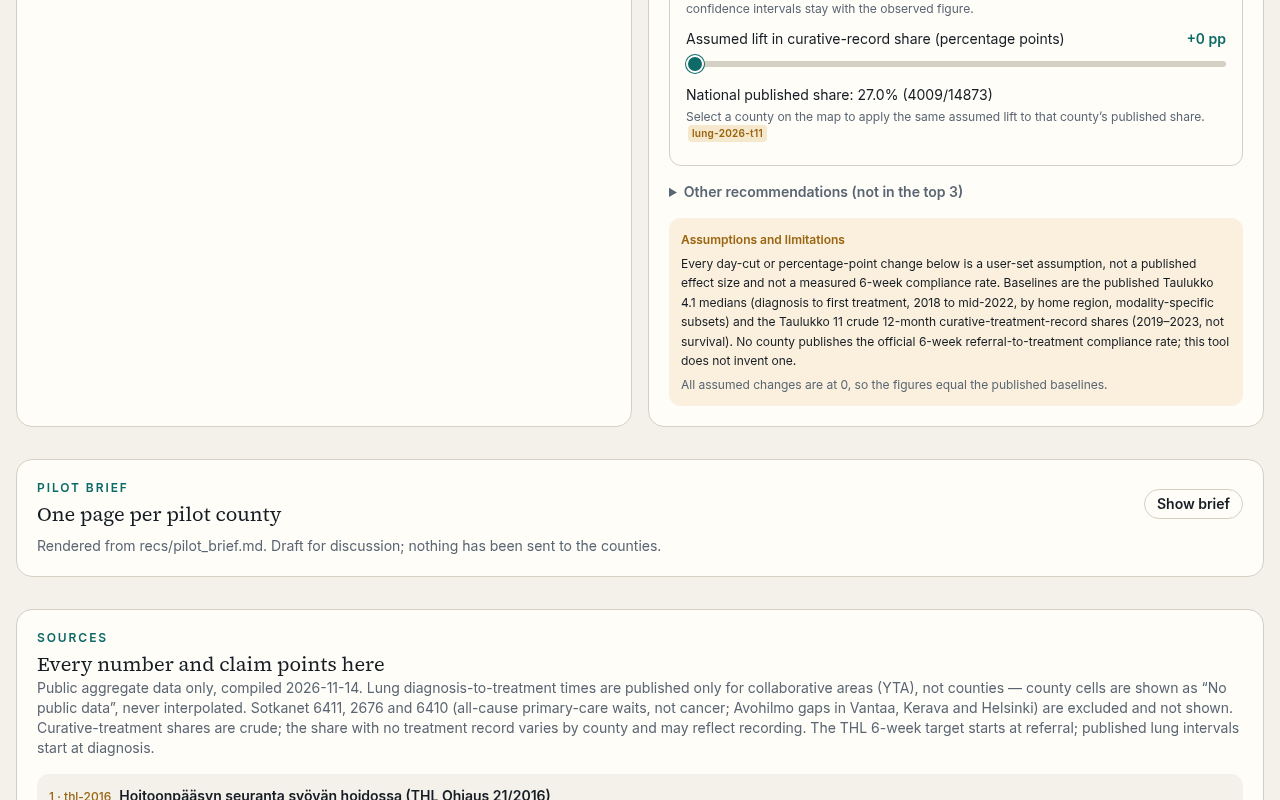 confidence intervals stay with the observed figure.
Assumed lift in curative-record share (percentage points)
+0 pp
National published share: 27.0% (4009/14873)
Select a county on the map to apply the same assumed lift to that county’s published share.
lung-2026-t11
Other recommendations (not in the top 3)
Assumptions and limitations
Every day-cut or percentage-point change below is a user-set assumption, not a published
effect size and not a measured 6-week compliance rate. Baselines are the published Taulukko
4.1 medians (diagnosis to first treatment, 2018 to mid-2022, by home region, modality-specific
subsets) and the Taulukko 11 crude 12-month curative-treatment-record shares (2019–2023, not
survival). No county publishes the official 6-week referral-to-treatment compliance rate; this tool
does not invent one.
All assumed changes are at 0, so the figures equal the published baselines.
PILOT BRIEF
One page per pilot county
Show brief
Rendered from recs/pilot_brief.md. Draft for discussion; nothing has been sent to the counties.
SOURCES
Every number and claim points here
Public aggregate data only, compiled 2026-11-14. Lung diagnosis-to-treatment times are published only for collaborative areas (YTA), not counties — county cells are shown as “No
public data”, never interpolated. Sotkanet 6411, 2676 and 6410 (all-cause primary-care waits, not cancer; Avohilmo gaps in Vantaa, Kerava and Helsinki) are excluded and not shown.
Curative-treatment shares are crude; the share with no treatment record varies by county and may reflect recording. The THL 6-week target starts at referral; published lung intervals
start at diagnosis.
1 · thl-2016 Hoitoonpääsyn seuranta syövän hoidossa (THL Ohjaus 21/2016)